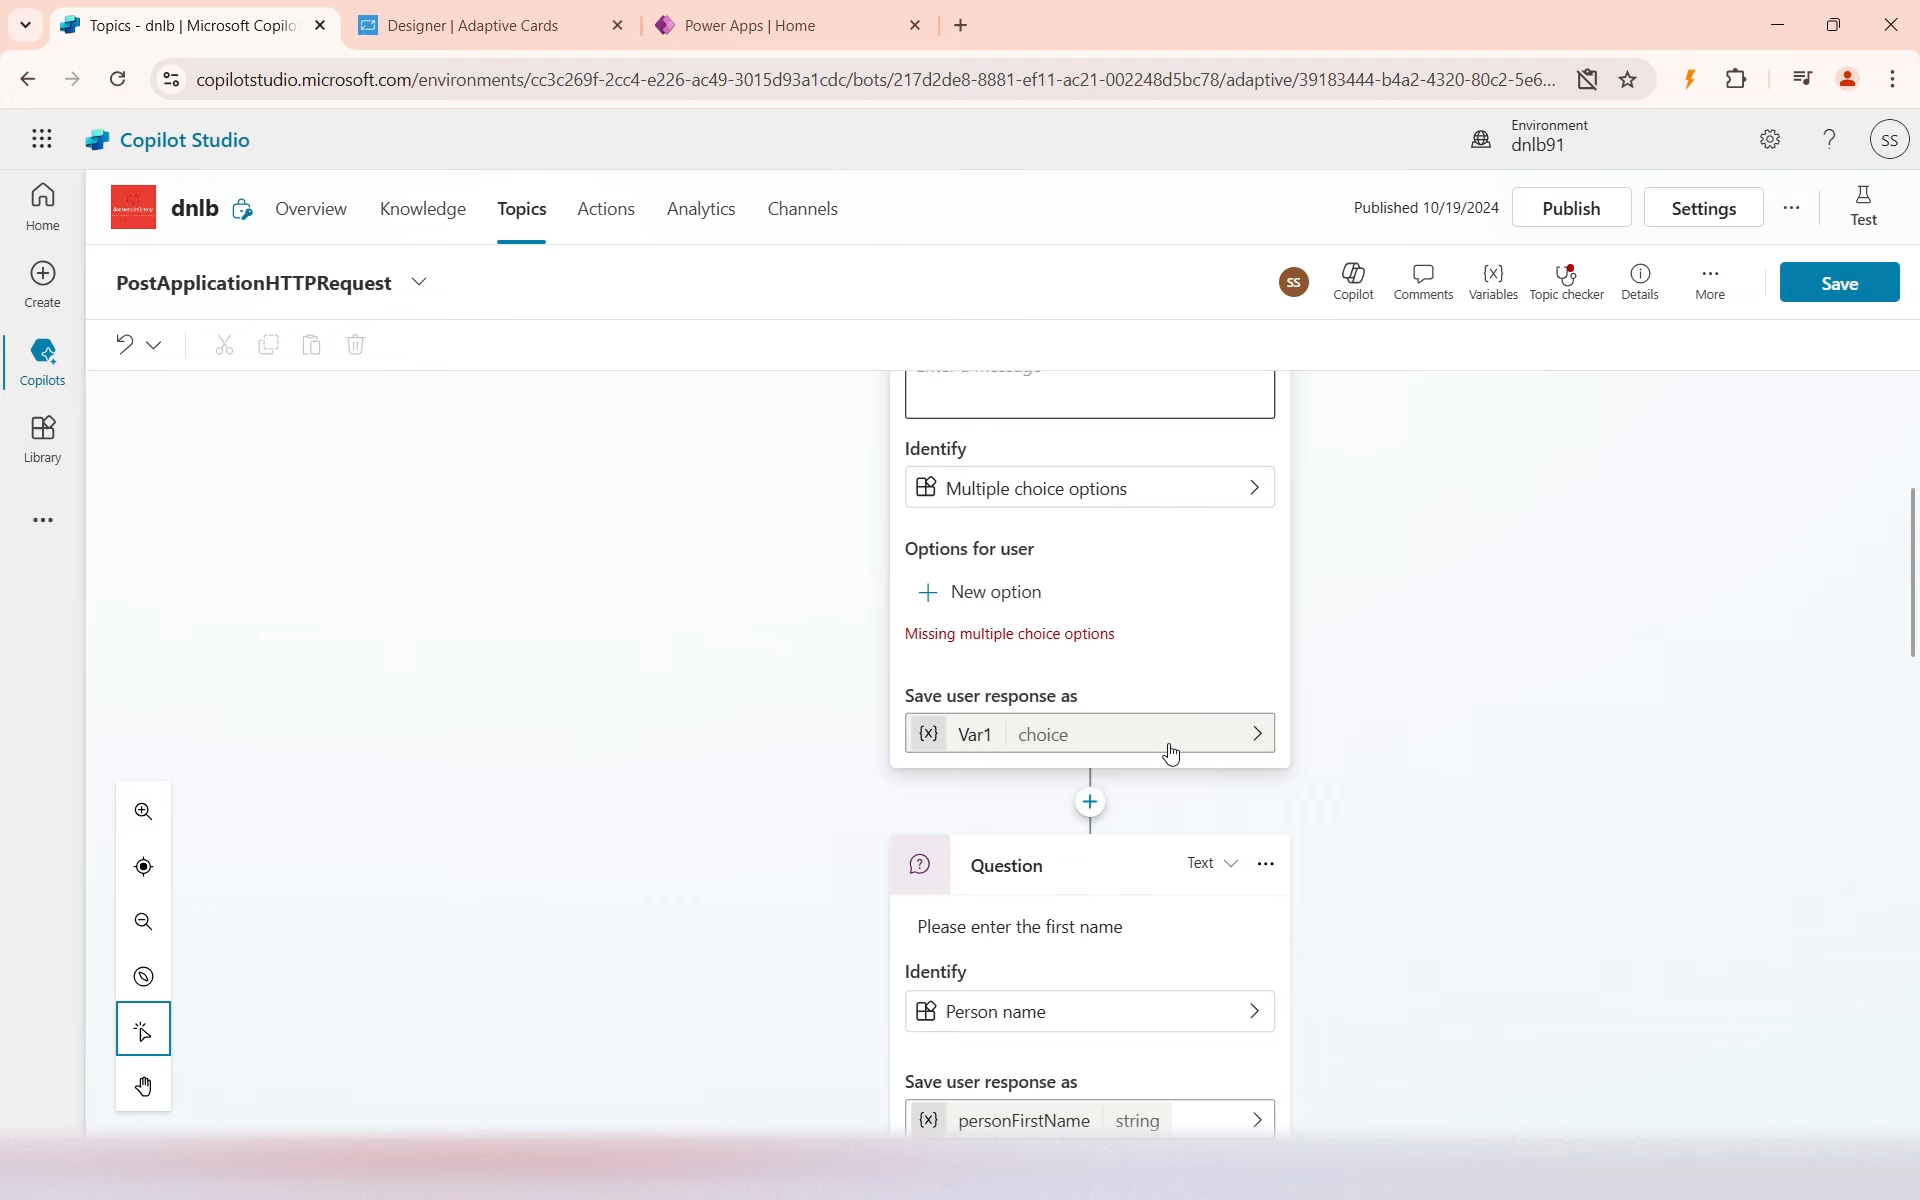 Topics - dnlb | Microsoft Copilo
Designer | Adaptive Cards
Power Apps | Home
copilotstudio.microsoft.com/environments/cc3c269f-2cc4-e226-ac49-3015d93a1cdc/bots/217d2de8-8881-ef11-ac21-002248d5bc78/adaptive/39183444-b4a2-4320-80c2-5e6...
Copilot Studio
Environment
dnlb91
SS
dnlb
Overview
Knowledge
Topics
Actions
Analytics
Channels
Published 10/19/2024
Publish
Settings
Test
Home
Create
Copilots
Library
PostApplicationHTTPRequest
SS
Copilot
Comments
Variables
Topic checker
Details
More
Save
Identify
Multiple choice options
Options for user
New option
Missing multiple choice options
Save user response as
{x} Var1 choice
Question
Text
Please enter the first name
Identify
Person name
Save user response as
{x} personFirstName string